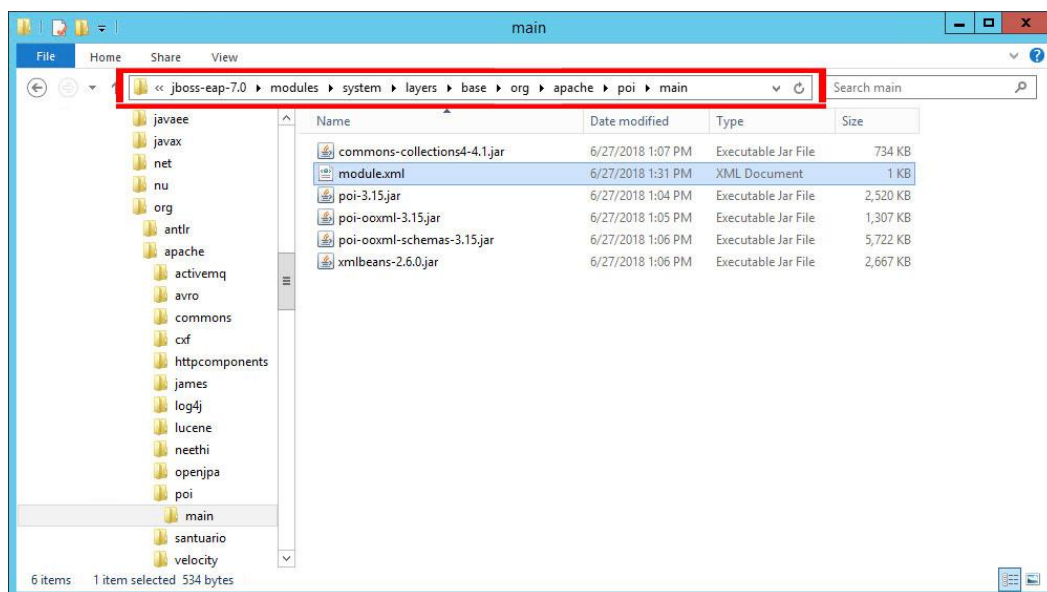 main
File Home Share View
« jboss-eap-7.0 modules system layers base org apache poi main
Search main
javaee
javax
net
nu
org
antlr
apache
activemq
avro
commons
cxf
httpcomponents
james
log4j
lucene
neethi
openjpa
poi
main
santuario
velocity
Name Date modified Type Size
commons-collections4-4.1.jar 6/27/2018 1:07 PM Executable Jar File 734 KB
module.xml 6/27/2018 1:31 PM XML Document 1 KB
poi-3.15.jar 6/27/2018 1:04 PM Executable Jar File 2,520 KB
poi-ooxml-3.15.jar 6/27/2018 1:05 PM Executable Jar File 1,307 KB
poi-ooxml-schemas-3.15.jar 6/27/2018 1:06 PM Executable Jar File 5,722 KB
xmlbeans-2.6.0.jar 6/27/2018 1:06 PM Executable Jar File 2,667 KB
6 items 1 item selected 534 bytes